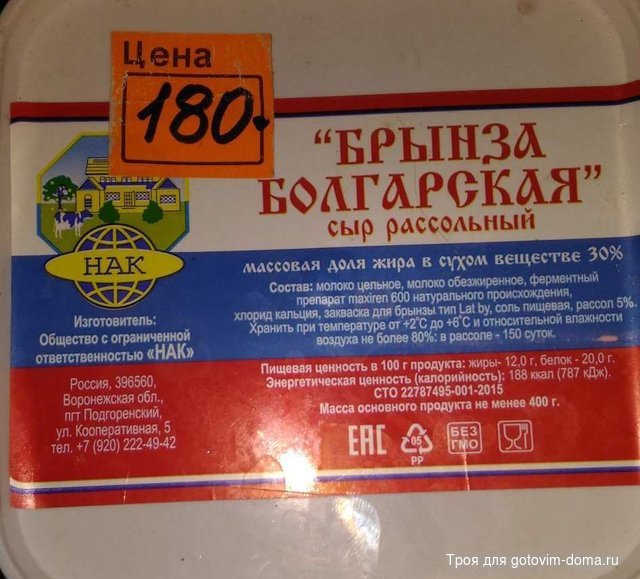 Цена
180.
"БРЫНЗА
БОЛГАРСКАЯ"
сыр рассольный
массовая доля жира в сухом веществе 30%
Состав: молоко цельное, молоко обезжиренное, ферментный
препарат maxiren 600 натурального происхождения,
хлорид кальция, закваска для брынзы тип Lat by, соль пищевая, рассол 5%.
Хранить при температуре от +2°С до +6°С и относительной влажности
воздуха не более 80%: в рассоле - 150 суток.
Пищевая ценность в 100 г продукта: жиры- 12,0 г, белок - 20,0 г.
Энергетическая ценность (калорийность): 188 ккал (787 кДж).
СТО 22787495-001-2015
Масса основного продукта не менее 400 г.
ЕАС
05
PP
БЕЗ
ГМО
НАК
Изготовитель:
Общество с ограниченной
ответственностью «НАК»
Россия, 396560,
Воронежская обл.,
пгт Подгоренский,
ул. Кооперативная, 5
тел. +7 (920) 222-49-42
Троя для gotovim-doma.ru